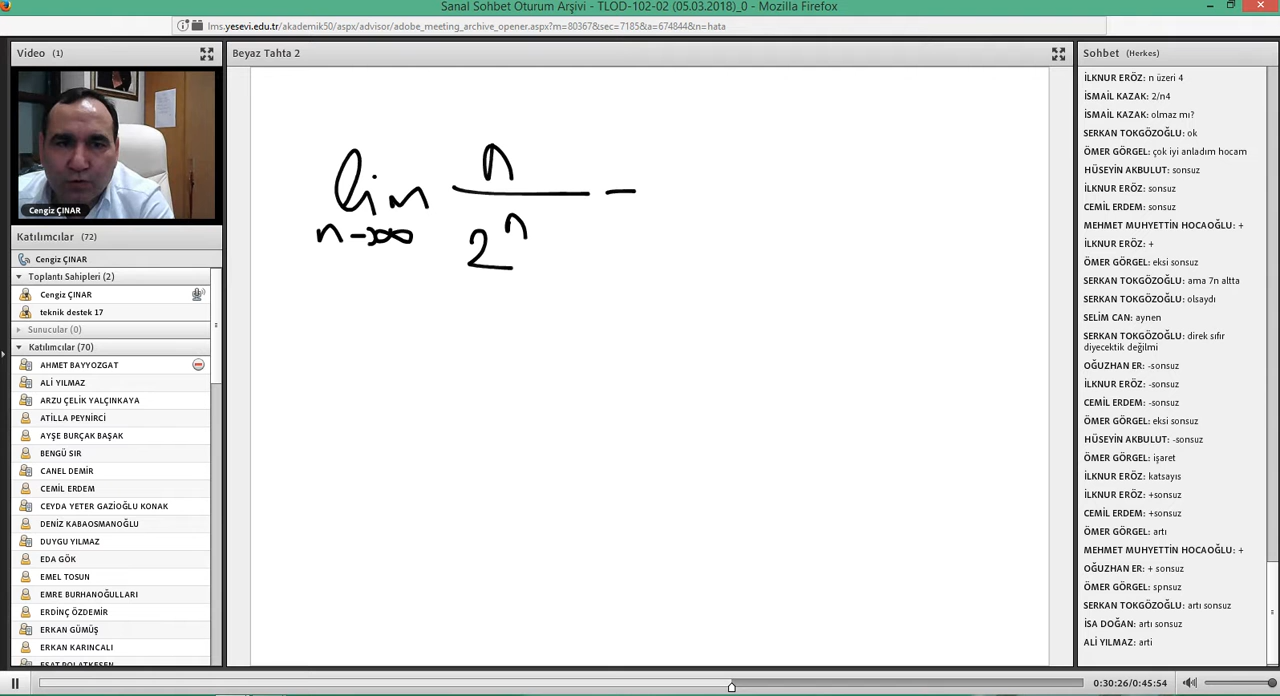 Sanal Sohbet Oturum Arşivi - TLOD-102-02 (05.03.2018)_0 - Mozilla Firefox
lms.yesevi.edu.tr/akademik50/aspx/advisor/adobe_meeting_archive_opener.aspx?m=80367&sec=7185&a=674844&n=hata
Video (1)
Cengiz ÇINAR
Katılımcılar (72)
Cengiz ÇINAR
Toplantı Sahipleri (2)
Cengiz ÇINAR
teknik destek 17
Sunucular (0)
Katılımcılar (70)
AHMET BAYYOZGAT
ALİ YILMAZ
ARZU ÇELİK YALÇINKAYA
ATİLLA PEYNİRCİ
AYŞE BURÇAK BAŞAK
BENGÜ SIR
CANEL DEMİR
CEMİL ERDEM
CEYDA YETER GAZİOĞLU KONAK
DENİZ KABAOSMANOĞLU
DUYGU YILMAZ
EDA GÖK
EMEL TOSUN
EMRE BURHANOĞULLARI
ERDİNÇ ÖZDEMİR
ERKAN GÜMÜŞ
ERKAN KARINCALI
ESAT POLATKESEN
Beyaz Tahta 2
lim n
n→∞ 2^n
Sohbet (Herkes)
İLKNUR ERÖZ: n üzeri 4
İSMAİL KAZAK: 2/n4
İSMAİL KAZAK: olmaz mı?
SERKAN TOKGÖZOĞLU: ok
ÖMER GÖRGEL: çok iyi anladım hocam
HÜSEYİN AKBULUT: sonsuz
İLKNUR ERÖZ: sonsuz
CEMİL ERDEM: sonsuz
MEHMET MUHYETTİN HOCAOĞLU: +
İLKNUR ERÖZ: +
ÖMER GÖRGEL: eksi sonsuz
SERKAN TOKGÖZOĞLU: ama 7n altta
SERKAN TOKGÖZOĞLU: olsaydı
SELİM CAN: aynen
SERKAN TOKGÖZOĞLU: direk sıfır
diyecektik değilmi
OĞUZHAN ER: -sonsuz
İLKNUR ERÖZ: -sonsuz
CEMİL ERDEM: -sonsuz
ÖMER GÖRGEL: eksi sonsuz
HÜSEYİN AKBULUT: -sonsuz
ÖMER GÖRGEL: işaret
İLKNUR ERÖZ: katsayıs
İLKNUR ERÖZ: +sonsuz
CEMİL ERDEM: +sonsuz
ÖMER GÖRGEL: artı
MEHMET MUHYETTİN HOCAOĞLU: +
OĞUZHAN ER: + sonsuz
ÖMER GÖRGEL: spnsuz
SERKAN TOKGÖZOĞLU: artı sonsuz
İSA DOĞAN: artı sonsuz
ALİ YILMAZ: arti
0:30:26/0:45:54